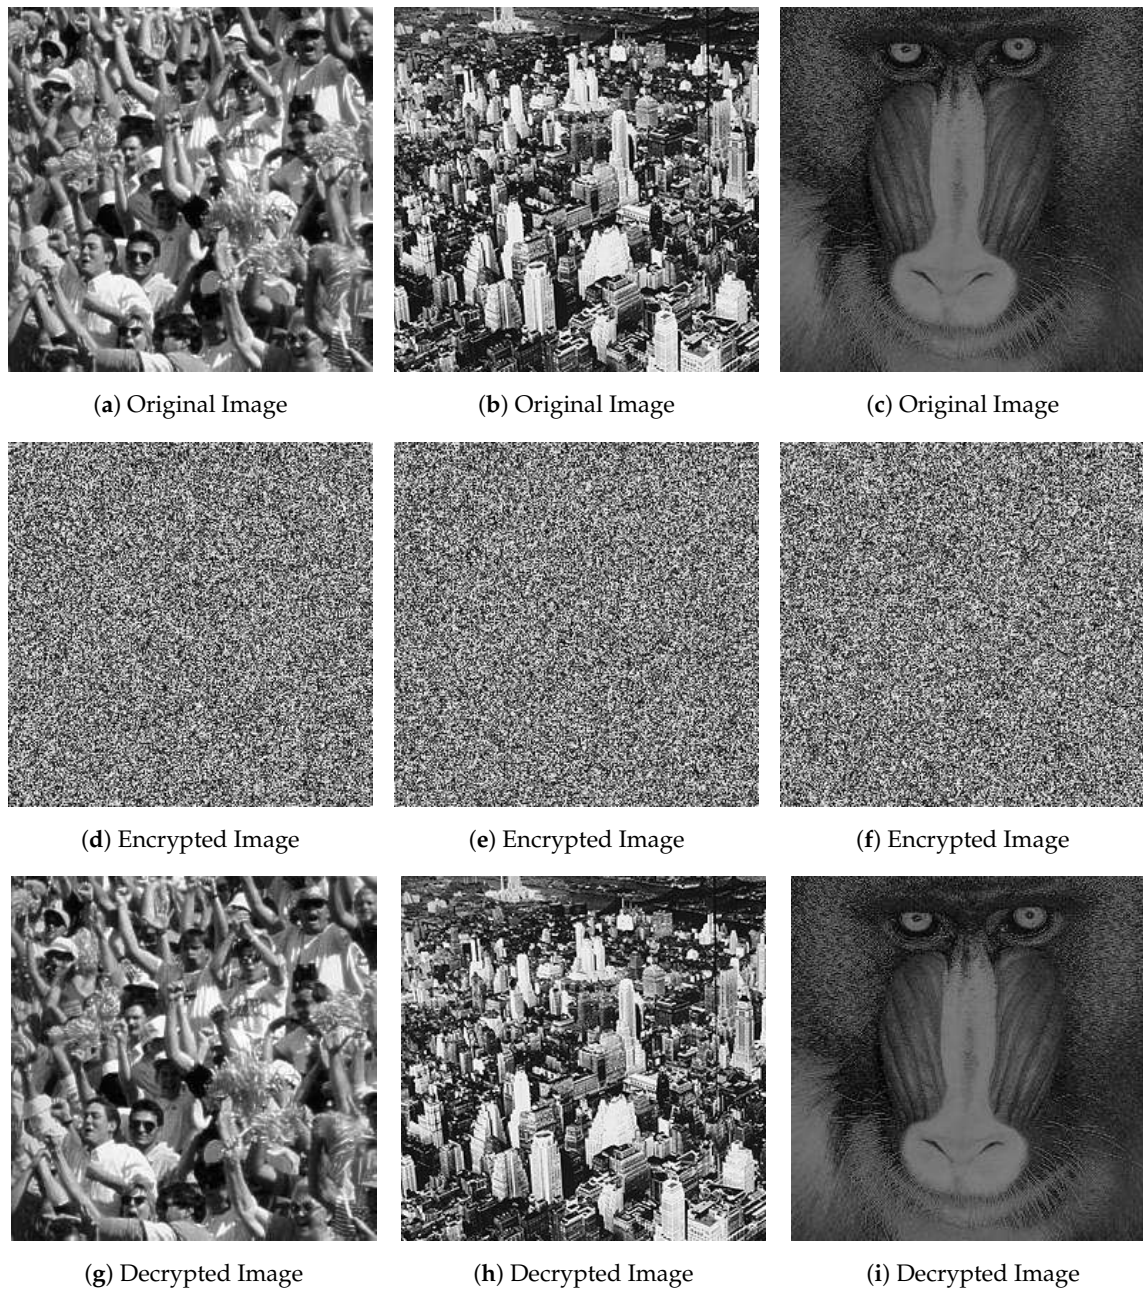 (a) Original Image
(b) Original Image
(c) Original Image
(d) Encrypted Image
(e) Encrypted Image
(f) Encrypted Image
(g) Decrypted Image
(h) Decrypted Image
(i) Decrypted Image